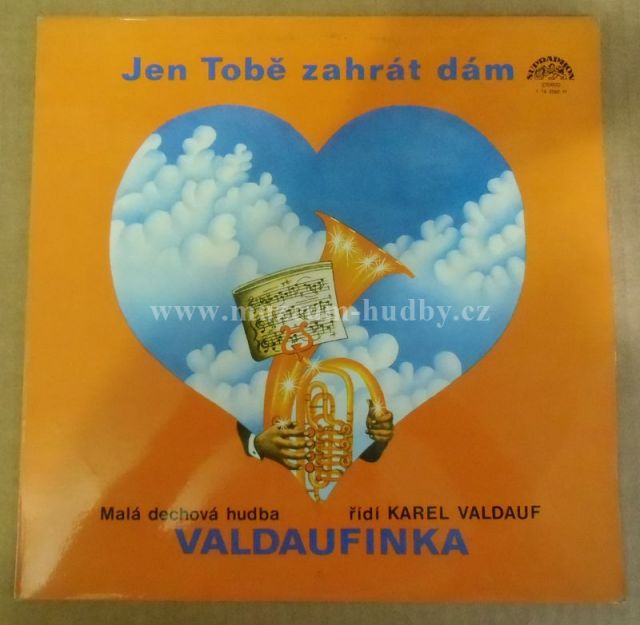 Jen Tobě zahrát dám
SUPRAPHON
STEREO
www.muzeum-hudby.cz
Malá dechová hudba řídí KAREL VALDAUF
VALDAUFINKA